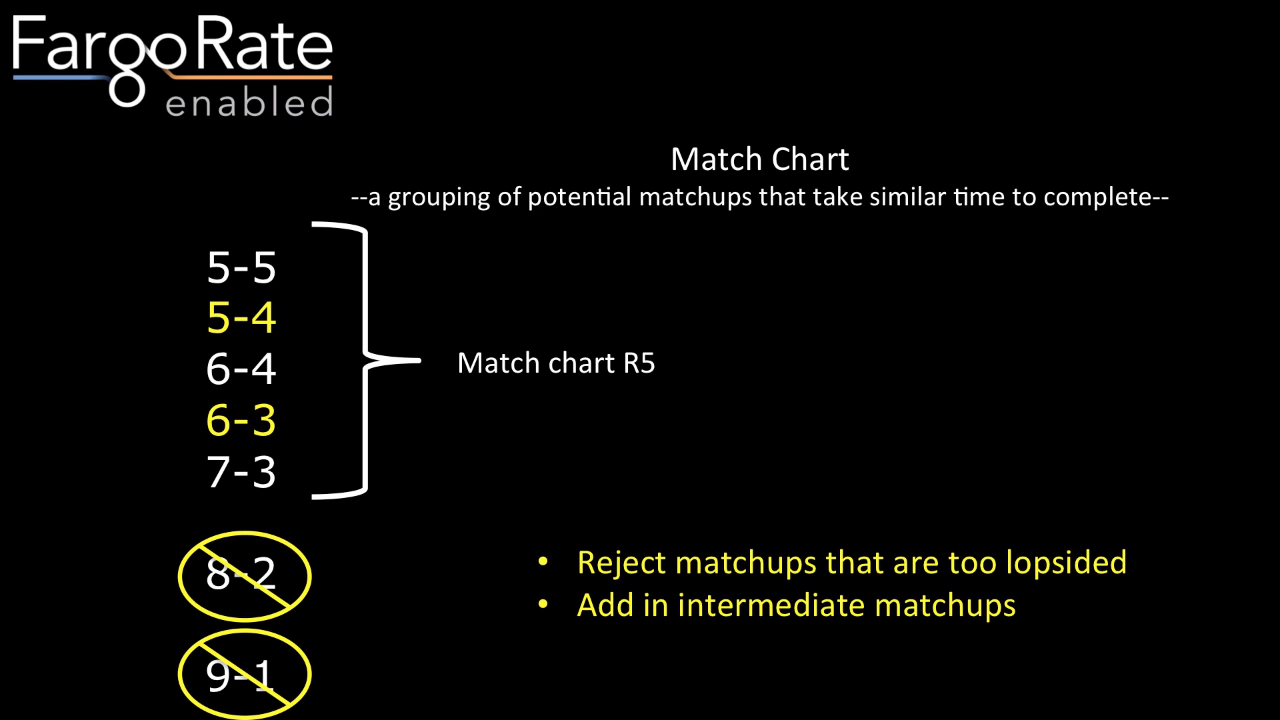 FargoRate
enabled
Match Chart
--a grouping of potential matchups that take similar time to complete--
5-5
5-4
6-4
6-3
7-3
Match chart R5
8-2
9-1
• Reject matchups that are too lopsided
• Add in intermediate matchups